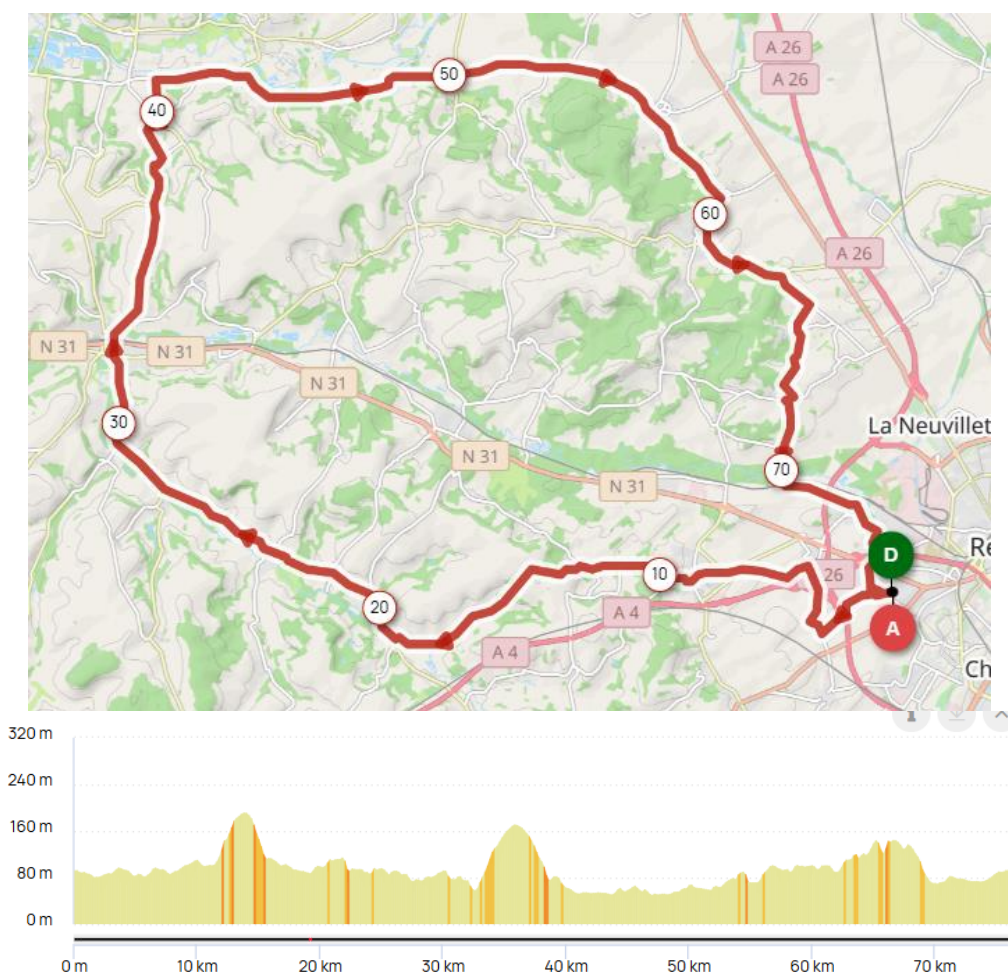 A 26
A 26
50
40
60
A 26
N 31
N 31
N 31
30
La Neuvillet
N 31
70
N 31
D
Ré
10
26
20
A 4
A
A 4
Ch
320 m
240 m
160 m
80 m
0 m
0 m
10 km
20 km
30 km
40 km
50 km
60 km
70 km